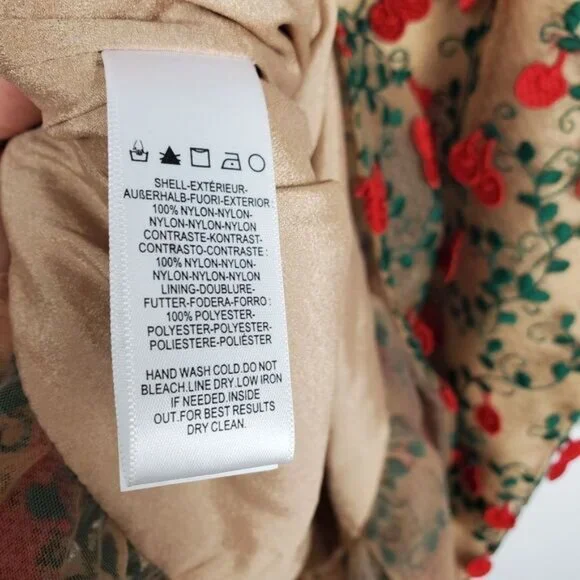 SHELL-EXTÉRIEUR-
AUßERHALB-FUORI-EXTERIOR
100% NYLON-NYLON-
NYLON-NYLON-NYLON
CONTRASTE-KONTRAST-
CONTRASTO-CONTRASTE :
100% NYLON-NYLON-
NYLON-NYLON-NYLON
LINING-DOUBLURE-
FUTTER-FODERA-FORRO :
100% POLYESTER-
POLYESTER-POLYESTER-
POLIESTERE-POLIÉSTER
HAND WASH COLD.DO NOT
BLEACH.LINE DRY.LOW IRON
IF NEEDED.INSIDE
OUT.FOR BEST RESULTS
DRY CLEAN.